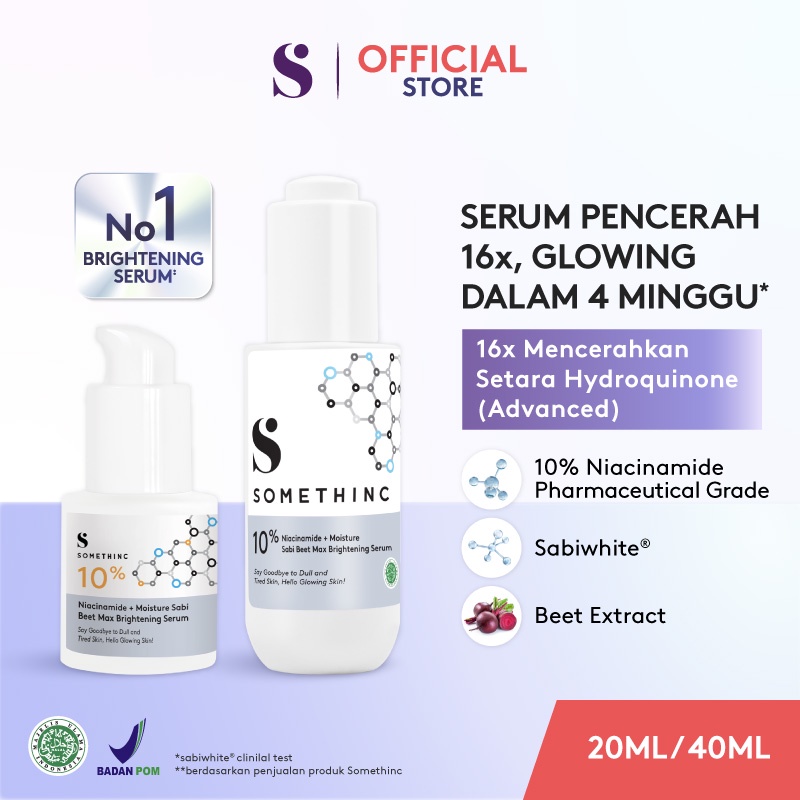 S | OFFICIAL
STORE
No1
BRIGHTENING
SERUM‡
SERUM PENCERAH
16x, GLOWING
DALAM 4 MINGGU*
16x Mencerahkan
Setara Hydroquinone
(Advanced)
10% Niacinamide
Pharmaceutical Grade
Sabiwhite®
Beet Extract
S
SOMETHINC
10% Niacinamide + Moisture
Sabi Beet Max Brightening Serum
Say Goodbye to Dull and
Tired Skin, Hello Glowing Skin!
S
SOMETHINC
10%
Niacinamide + Moisture Sabi
Beet Max Brightening Serum
Say Goodbye to Dull and
Tired Skin, Hello Glowing Skin!
BADAN POM
*sabiwhite® clinilal test
**berdasarkan penjualan produk Somethinc
20ML/40ML